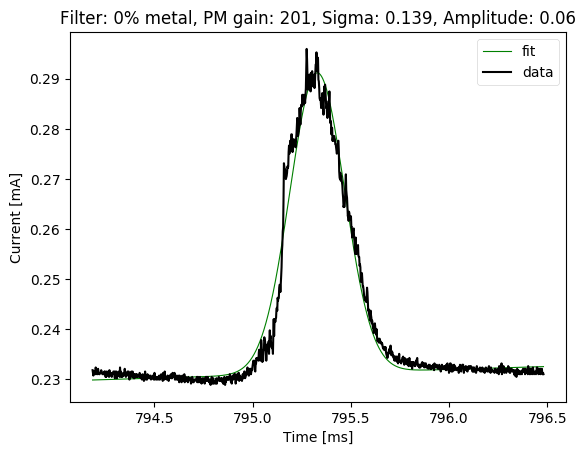 Filter: 0% metal, PM gain: 201, Sigma: 0.139, Amplitude: 0.06
fit
data
0.29
0.28
0.27
0.26
0.25
0.24
0.23
Current [mA]
794.5
795.0
795.5
796.0
796.5
Time [ms]